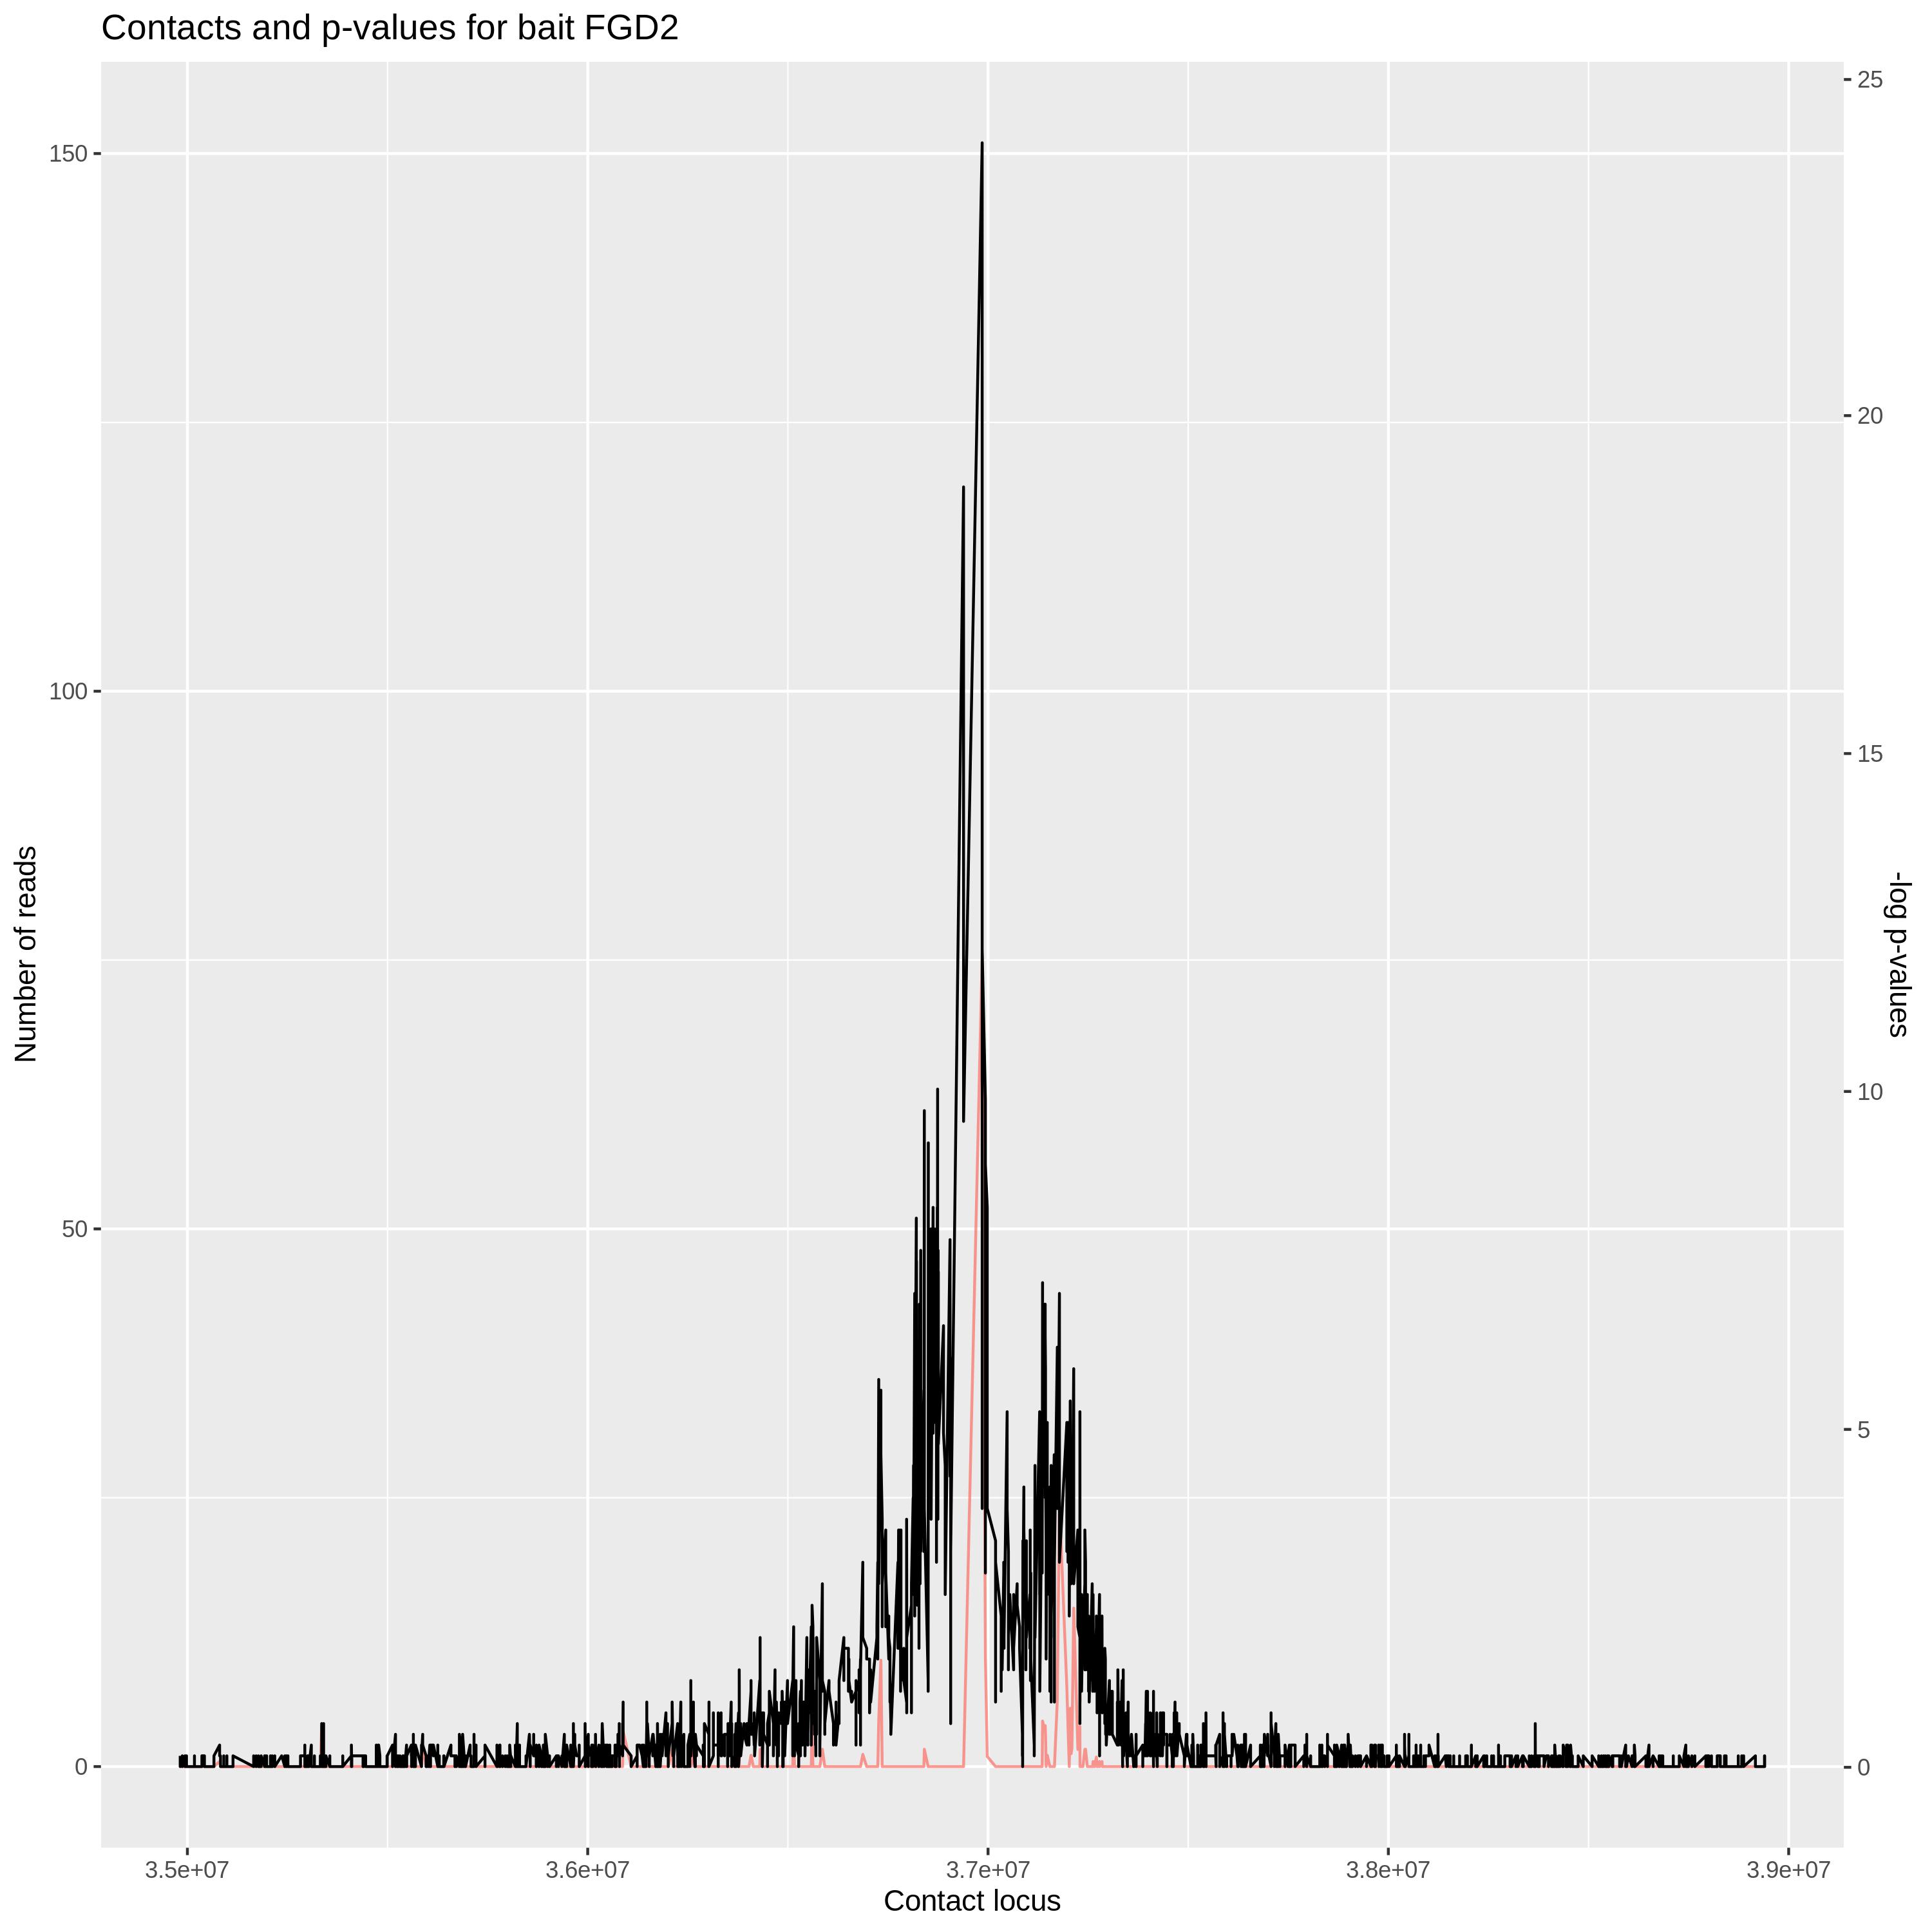 Contacts and p-values for bait FGD2
150
100
50
0
Number of reads
25
20
15
10
5
0
-log p-values
3.5e+07
3.6e+07
3.7e+07
3.8e+07
3.9e+07
Contact locus